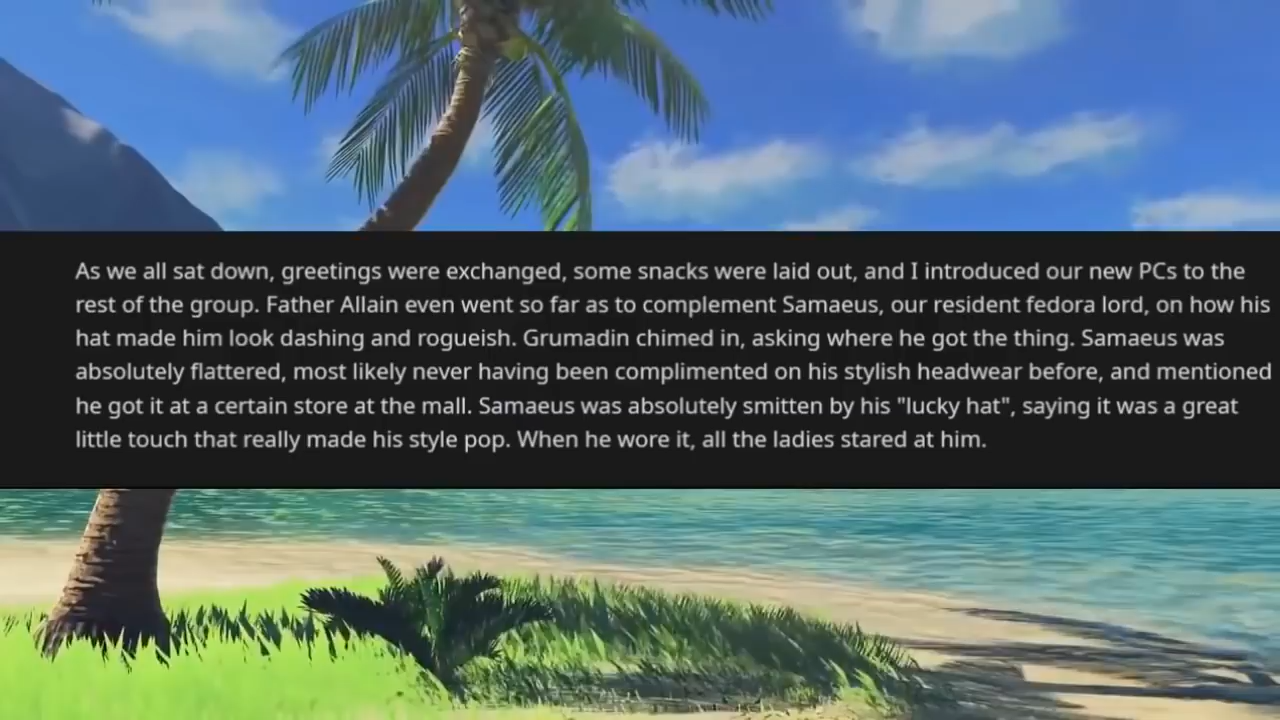 As we all sat down, greetings were exchanged, some snacks were laid out, and I introduced our new PCs to the
rest of the group. Father Allain even went so far as to complement Samaeus, our resident fedora lord, on how his
hat made him look dashing and rogueish. Grumadin chimed in, asking where he got the thing. Samaeus was
absolutely flattered, most likely never having been complimented on his stylish headwear before, and mentioned
he got it at a certain store at the mall. Samaeus was absolutely smitten by his "lucky hat", saying it was a great
little touch that really made his style pop. When he wore it, all the ladies stared at him.